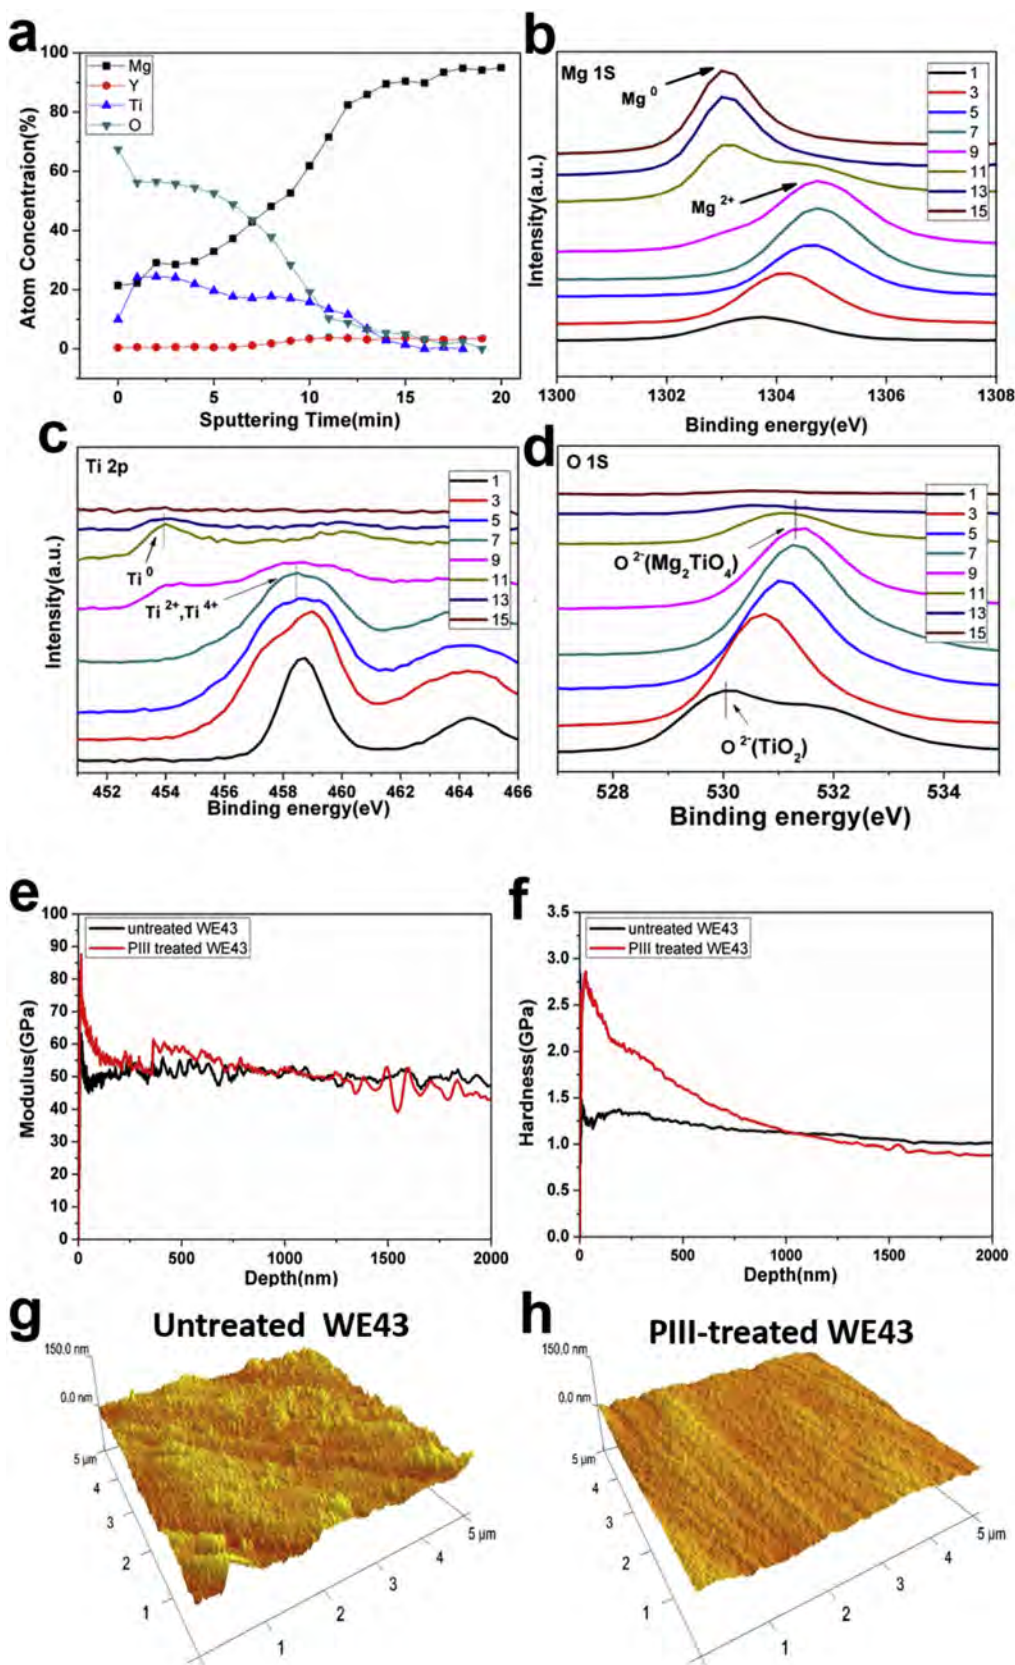 a
100
80
60
40
20
0
Atom Concentraion(%)
Mg
Y
Ti
O
0 5 10 15 20
Sputtering Time(min)
b
Mg 1S
Mg 0
Mg 2+
1
3
5
7
9
11
13
15
Intensity(a.u.)
1300 1302 1304 1306 1308
Binding energy(eV)
c
Ti 2p
Ti 0
Ti 2+,Ti 4+
1
3
5
7
9
11
13
15
Intensity(a.u.)
452 454 456 458 460 462 464 466
Binding energy(eV)
d
O 1S
O 2-(Mg2TiO4)
O 2-(TiO2)
1
3
5
7
9
11
13
15
528 530 532 534
Binding energy(eV)
e
untreated WE43
PIII treated WE43
100
90
80
70
60
50
40
30
20
10
0
Modulus(GPa)
0 500 1000 1500 2000
Depth(nm)
f
untreated WE43
PIII treated WE43
3.5
3.0
2.5
2.0
1.5
1.0
0.5
0.0
Hardness(GPa)
0 500 1000 1500 2000
Depth(nm)
g
Untreated WE43
150.0 nm
0.0 nm
5 µm
4
3
2
1
1
2
3
4
5 µm
h
PIII-treated WE43
150.0 nm
0.0 nm
5 µm
4
3
2
1
1
2
3
4
5 µm